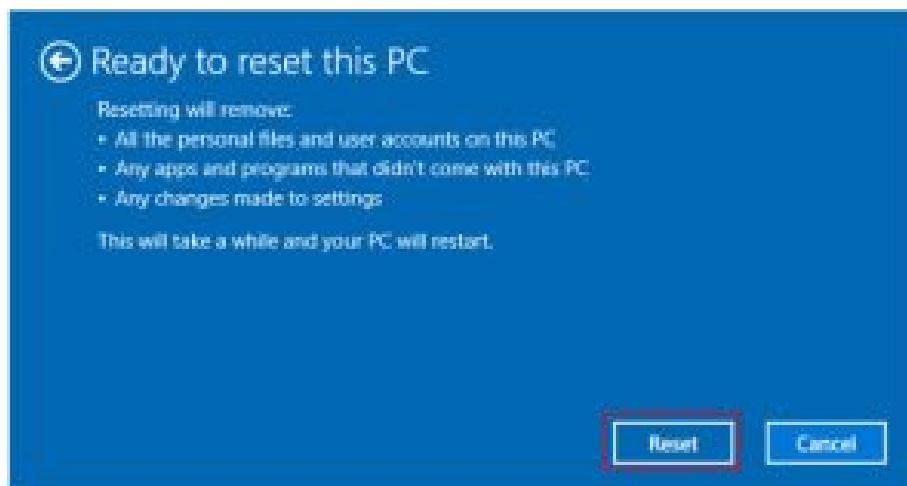 Ready to reset this PC
Resetting will remove:
• All the personal files and user accounts on this PC
• Any apps and programs that didn't come with this PC
• Any changes made to settings
This will take a while and your PC will restart.
Reset
Cancel